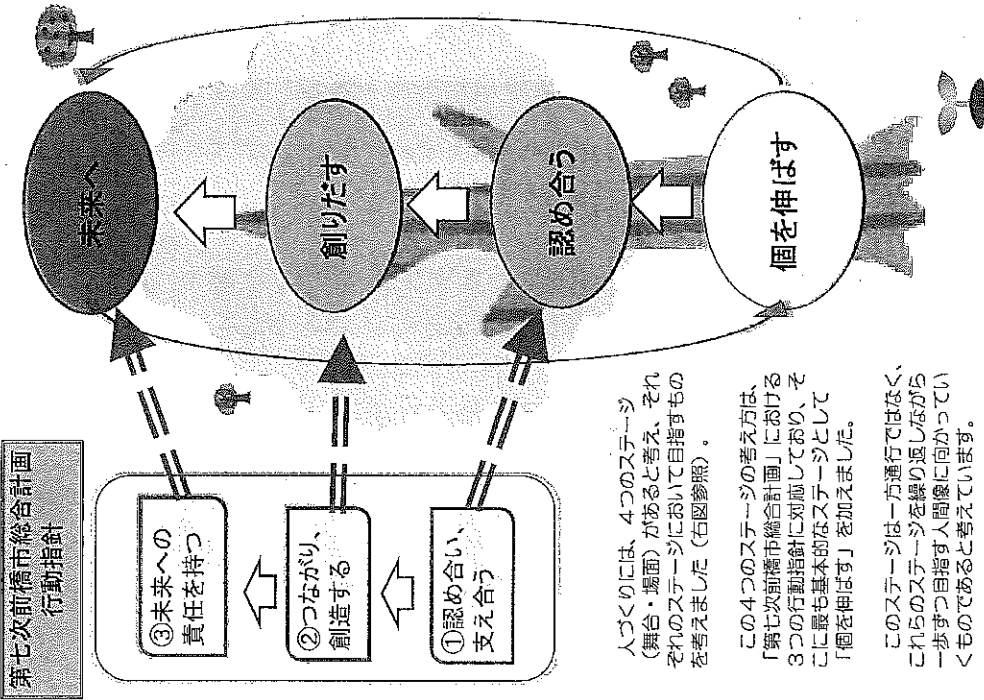 第七次前橋市総合計画
行動指針
③未来への
責任を持つ
②つながり、
創造する
①認め合い、
支え合う
未来へ
創りだす
認め合う
個を伸ばす
人づくりには、4つのステージ
（舞台・場面）があると考え、それ
ぞれのステージにおいて目指すもの
を考えました（右図参照）。
この4つのステージの考え方は、
「第七次前橋市総合計画」における
3つの行動指針に対応しており、そ
こに最も基本的なステージとして
「個を伸ばす」を加えました。
このステージは一方通行ではなく、
これらのステージを繰り返しながら
一歩ずつ目指す人間像に向かってい
くものであると考えています。